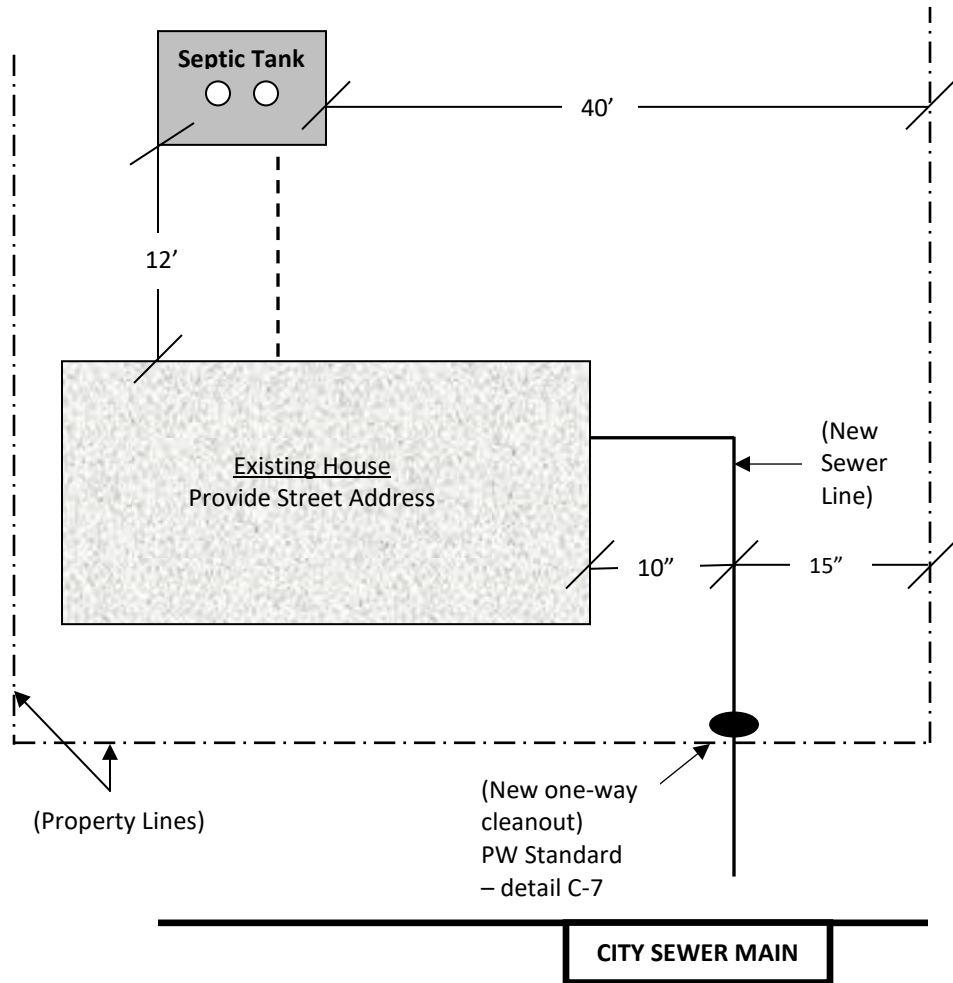 Septic Tank
40’
12’
Existing House
Provide Street Address
(New
Sewer
Line)
10”
15”
(Property Lines)
(New one-way
cleanout)
PW Standard
– detail C-7
CITY SEWER MAIN